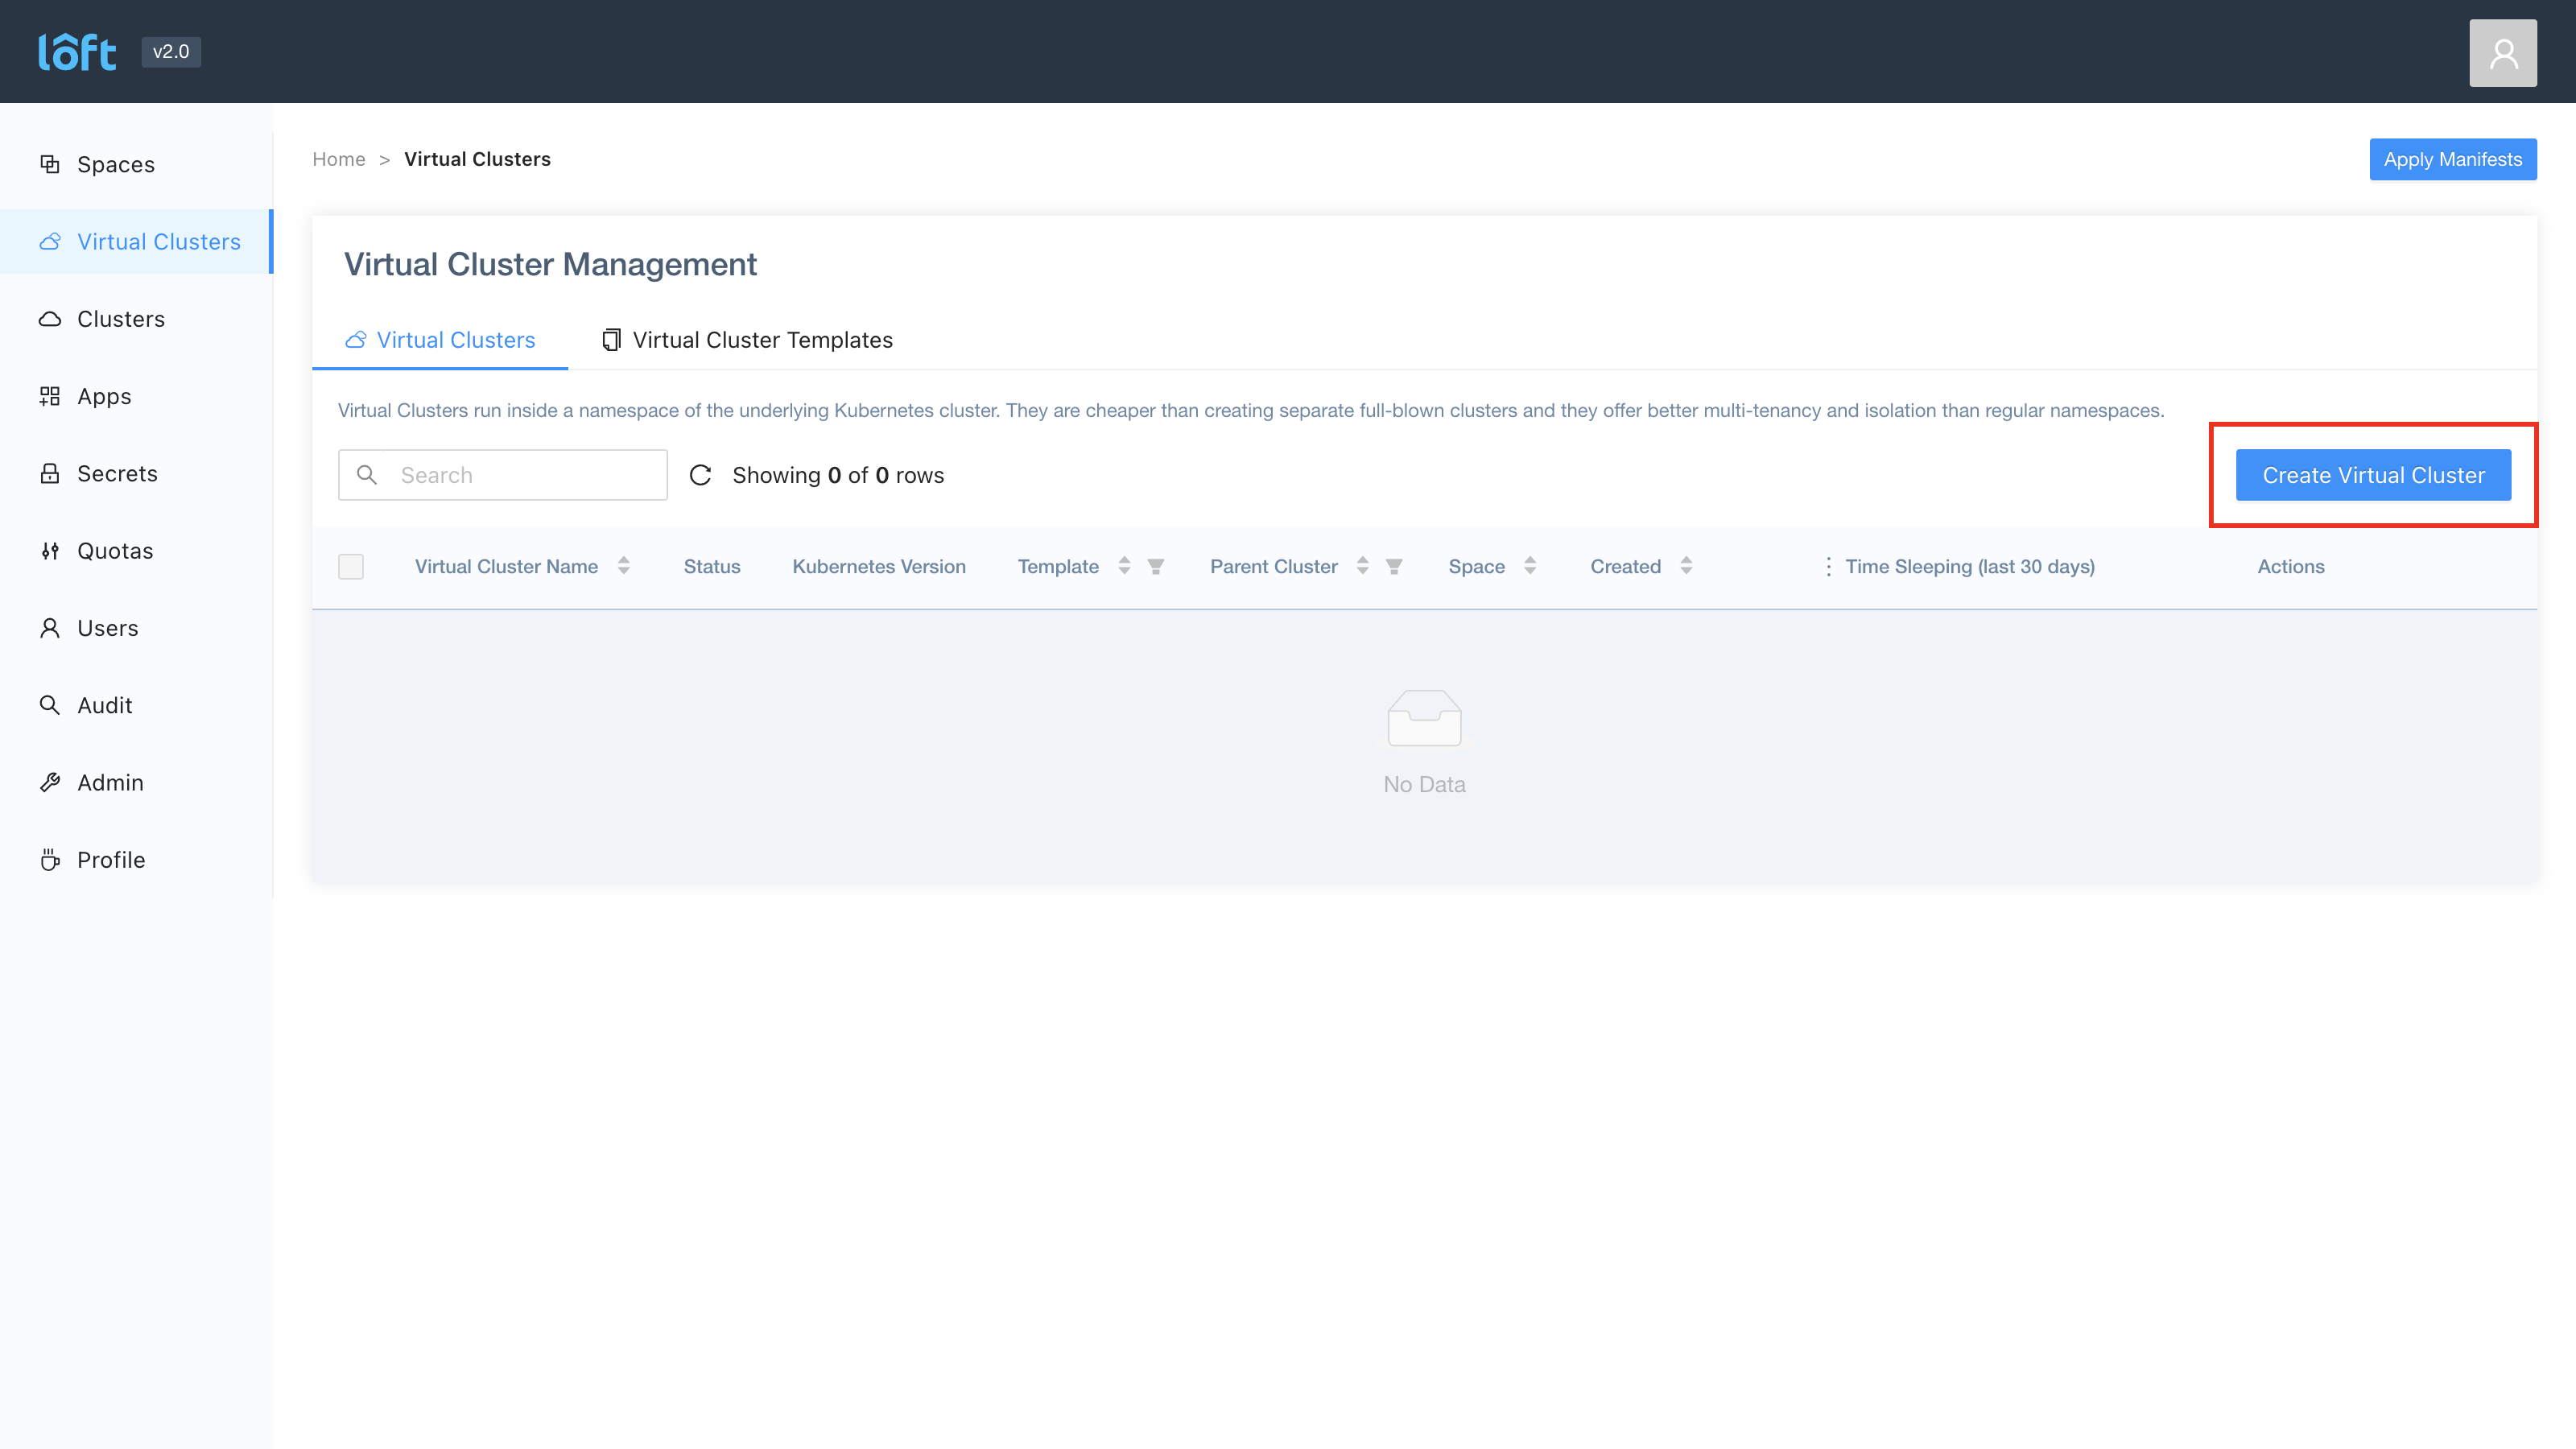 lôft v2.0
Spaces
Virtual Clusters
Clusters
Apps
Secrets
Quotas
Users
Audit
Admin
Profile
Home > Virtual Clusters
Apply Manifests
Virtual Cluster Management
Virtual Clusters Virtual Cluster Templates
Virtual Clusters run inside a namespace of the underlying Kubernetes cluster. They are cheaper than creating separate full-blown clusters and they offer better multi-tenancy and isolation than regular namespaces.
Search Showing 0 of 0 rows Create Virtual Cluster
Virtual Cluster Name Status Kubernetes Version Template Parent Cluster Space Created Time Sleeping (last 30 days) Actions
No Data